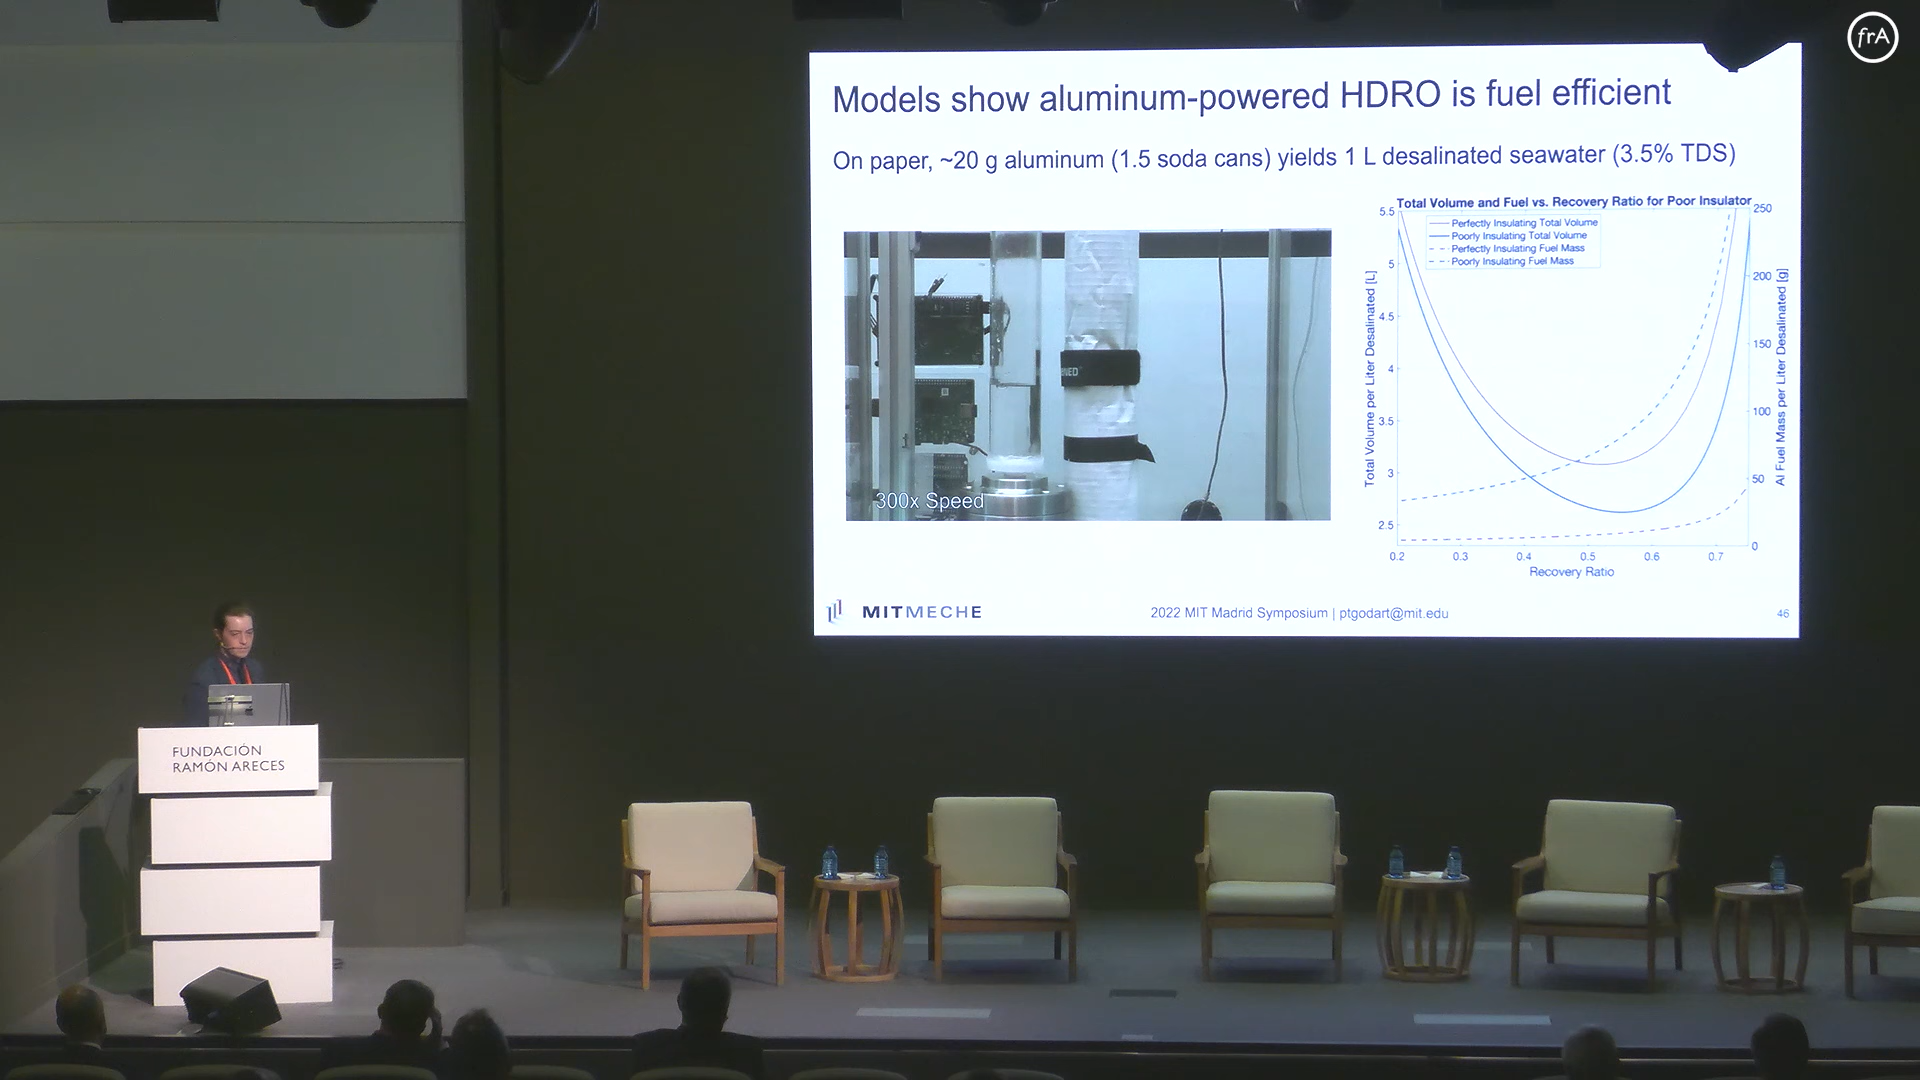 frA
Models show aluminum-powered HDRO is fuel efficient
On paper, ~20 g aluminum (1.5 soda cans) yields 1 L desalinated seawater (3.5% TDS)
300x Speed
Total Volume and Fuel vs. Recovery Ratio for Poor Insulator
Perfectly Insulating Total Volume
Poorly Insulating Total Volume
Perfectly Insulating Fuel Mass
Poorly Insulating Fuel Mass
Total Volume per Liter Desalinated [L]
5.5
5
4.5
4
3.5
3
2.5
0.2 0.3 0.4 0.5 0.6 0.7
Recovery Ratio
250
200
150
100
50
0
Al Fuel Mass per Liter Desalinated [g]
MITMECHE
2022 MIT Madrid Symposium | ptgodart@mit.edu
46
FUNDACIÓN
RAMÓN ARECES